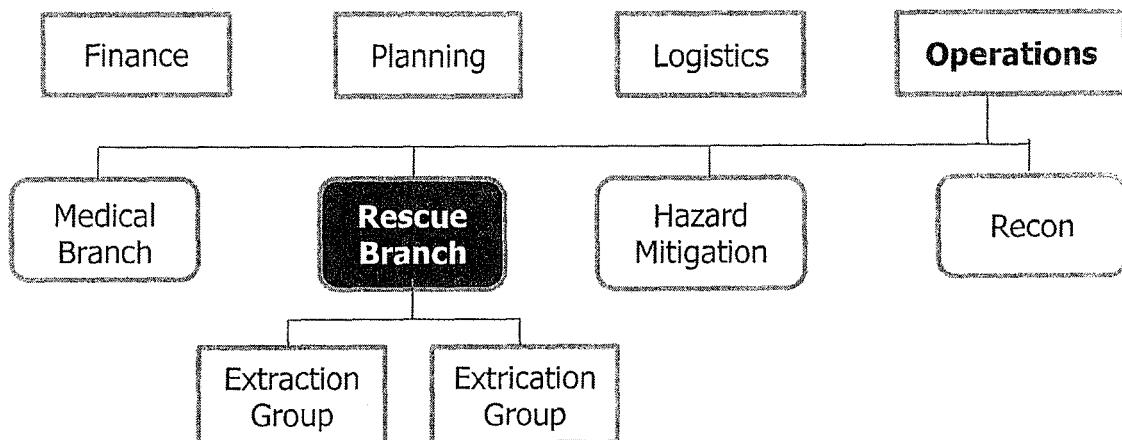 Finance
Planning
Logistics
Operations
Medical
Branch
Rescue
Branch
Hazard
Mitigation
Recon
Extraction
Group
Extrication
Group